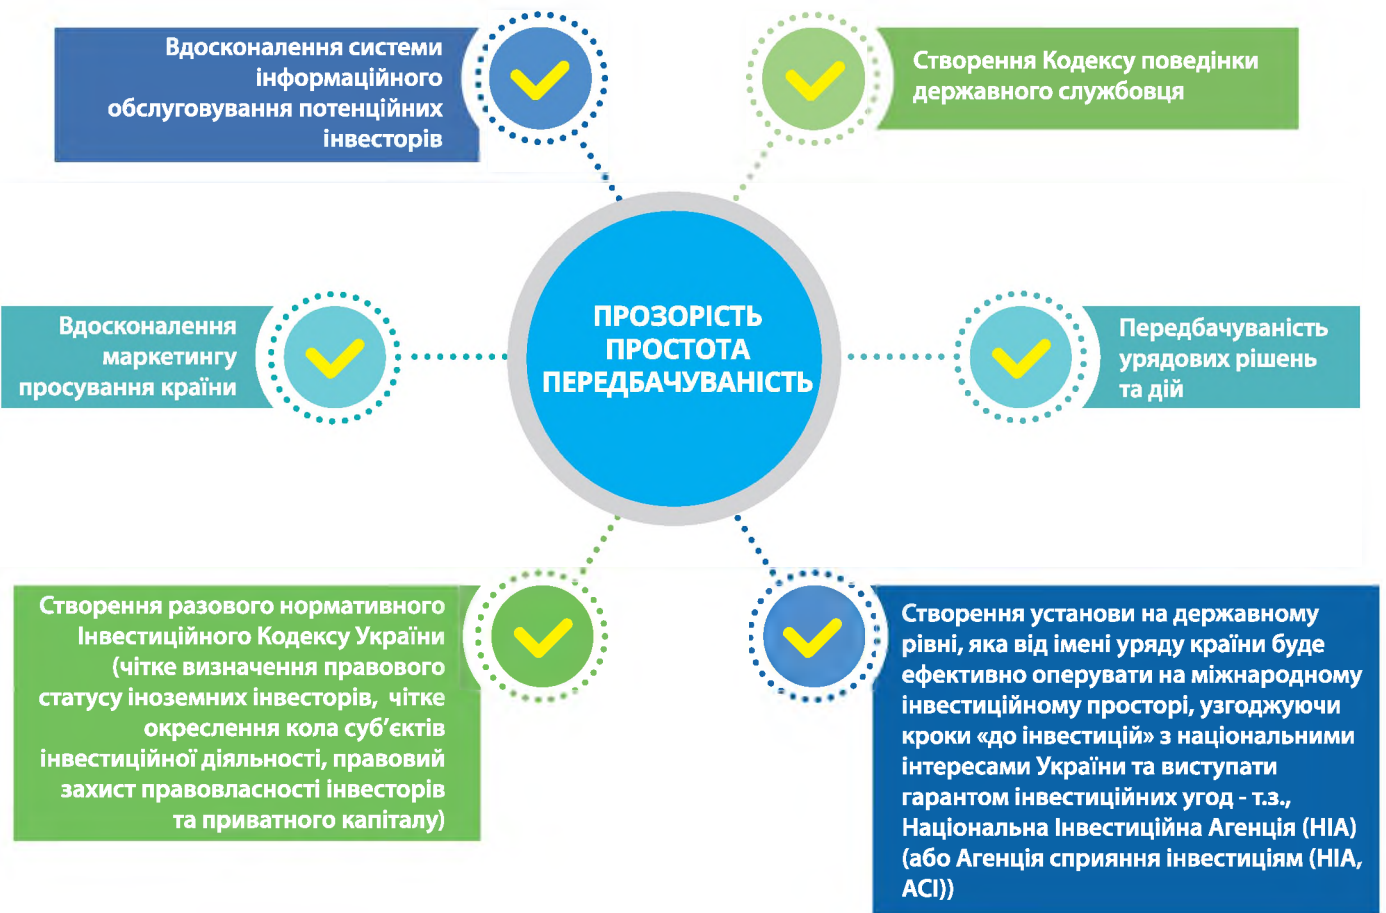 Вдосконалення системи
інформаційного
обслуговування потенційних
інвесторів
Створення Кодексу поведінки
державного службовця
Вдосконалення
маркетингу
просування країни
ПРОЗОРІСТЬ
ПРОСТОТА
ПЕРЕДБАЧУВАНІСТЬ
Передбачуваність
урядових рішень
та дій
Створення разового нормативного
Інвестиційного Кодексу України
(чітке визначення правового
статусу іноземних інвесторів, чітке
окреслення кола суб’єктів
інвестиційної діяльності, правовий
захист правовласності інвесторів
та приватного капіталу)
Створення установи на державному
рівні, яка від імені уряду країни буде
ефективно оперувати на міжнародному
інвестиційному просторі, узгоджуючи
кроки «до інвестицій» з національними
інтересами України та виступати
гарантом інвестиційних угод - т.з.,
Національна Інвестиційна Агенція (НІА)
(або Агенція сприяння інвестиціям (НІА,
АСІ))